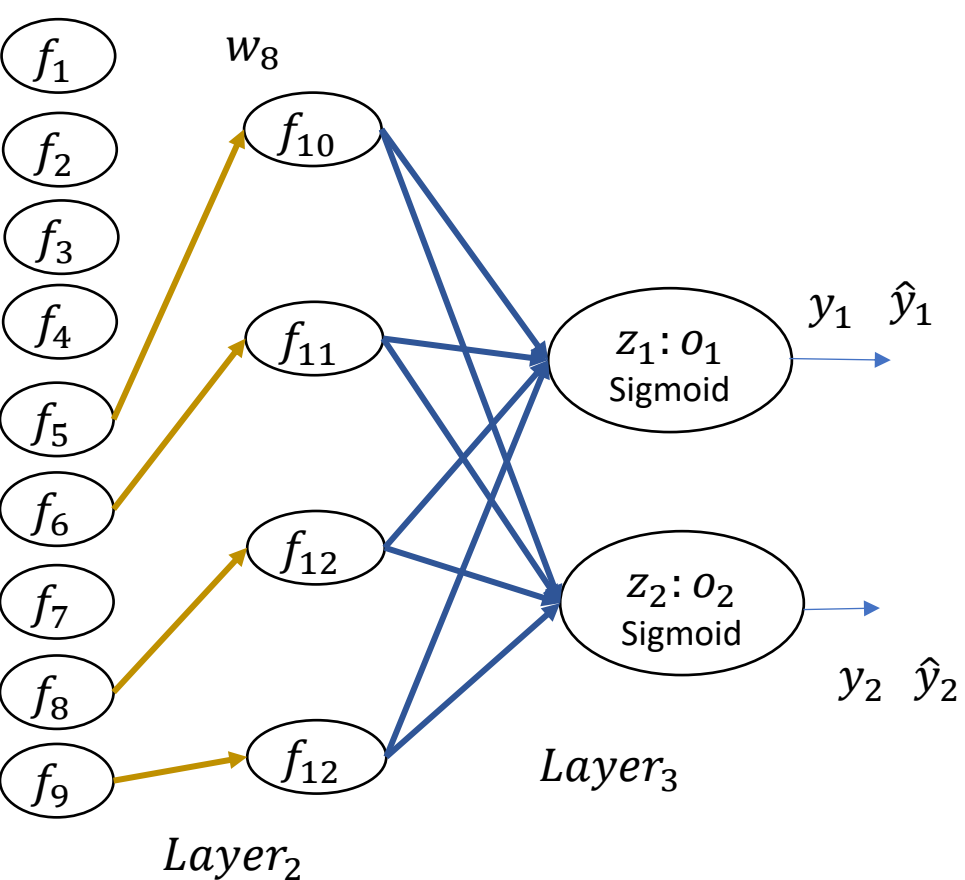 f₁
f₂
f₃
f₄
f₅
f₆
f₇
f₈
f₉
w₈
f₁₀
f₁₁
f₁₂
f₁₂
Layer₂
z₁: o₁
Sigmoid
z₂: o₂
Sigmoid
Layer₃
y₁ ŷ₁
y₂ ŷ₂